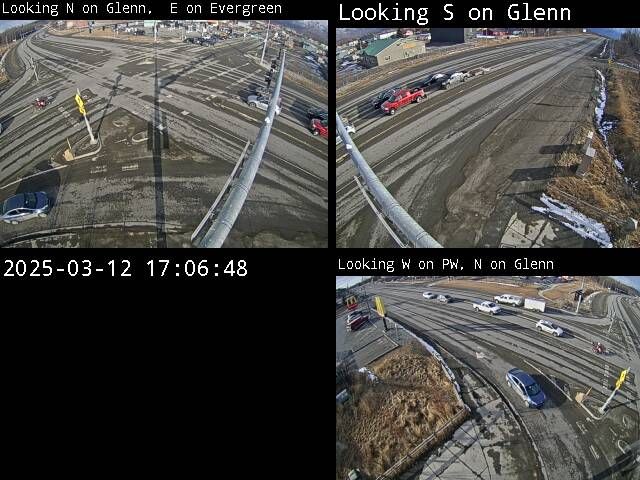 Looking N on Glenn,  E on Evergreen
Looking S on Glenn
2025-03-12 17:06:48
Looking W on PW, N on Glenn